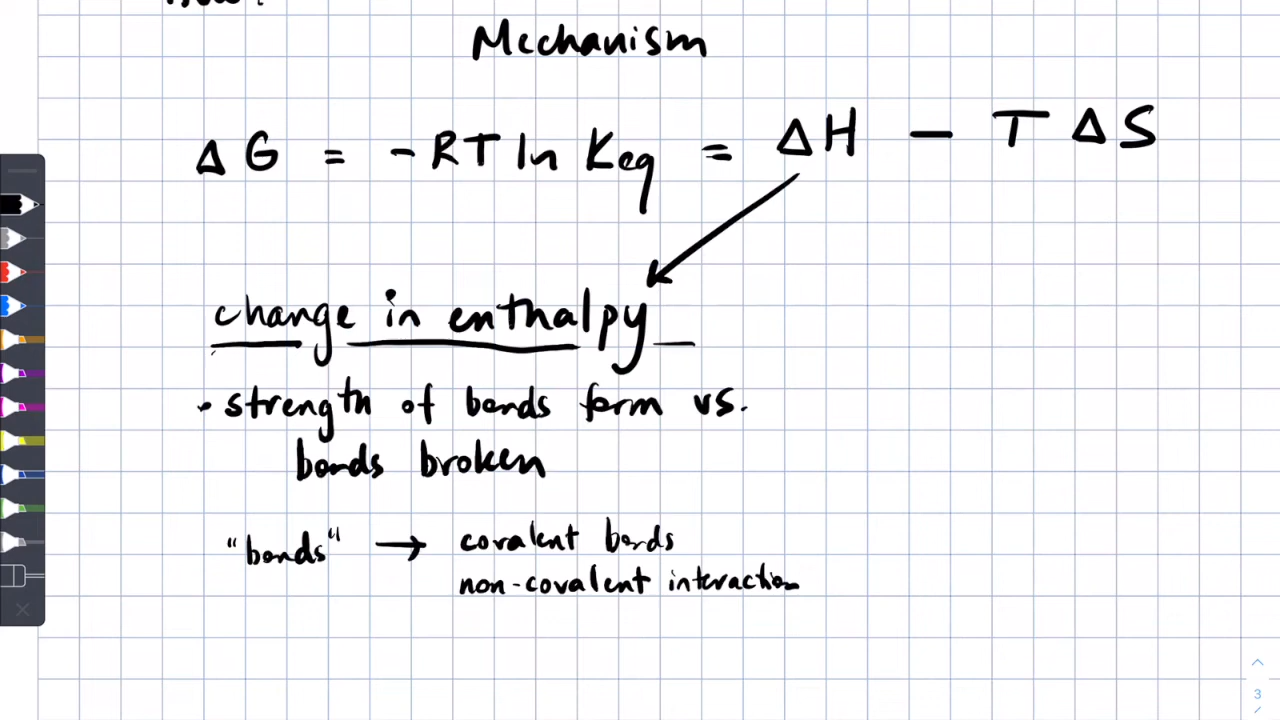 Mechanism
ΔG = -RT ln Keq = ΔH - TΔS
change in enthalpy
· strength of bonds form vs.
bonds broken
"bonds" → covalent bonds
non-covalent interaction
3